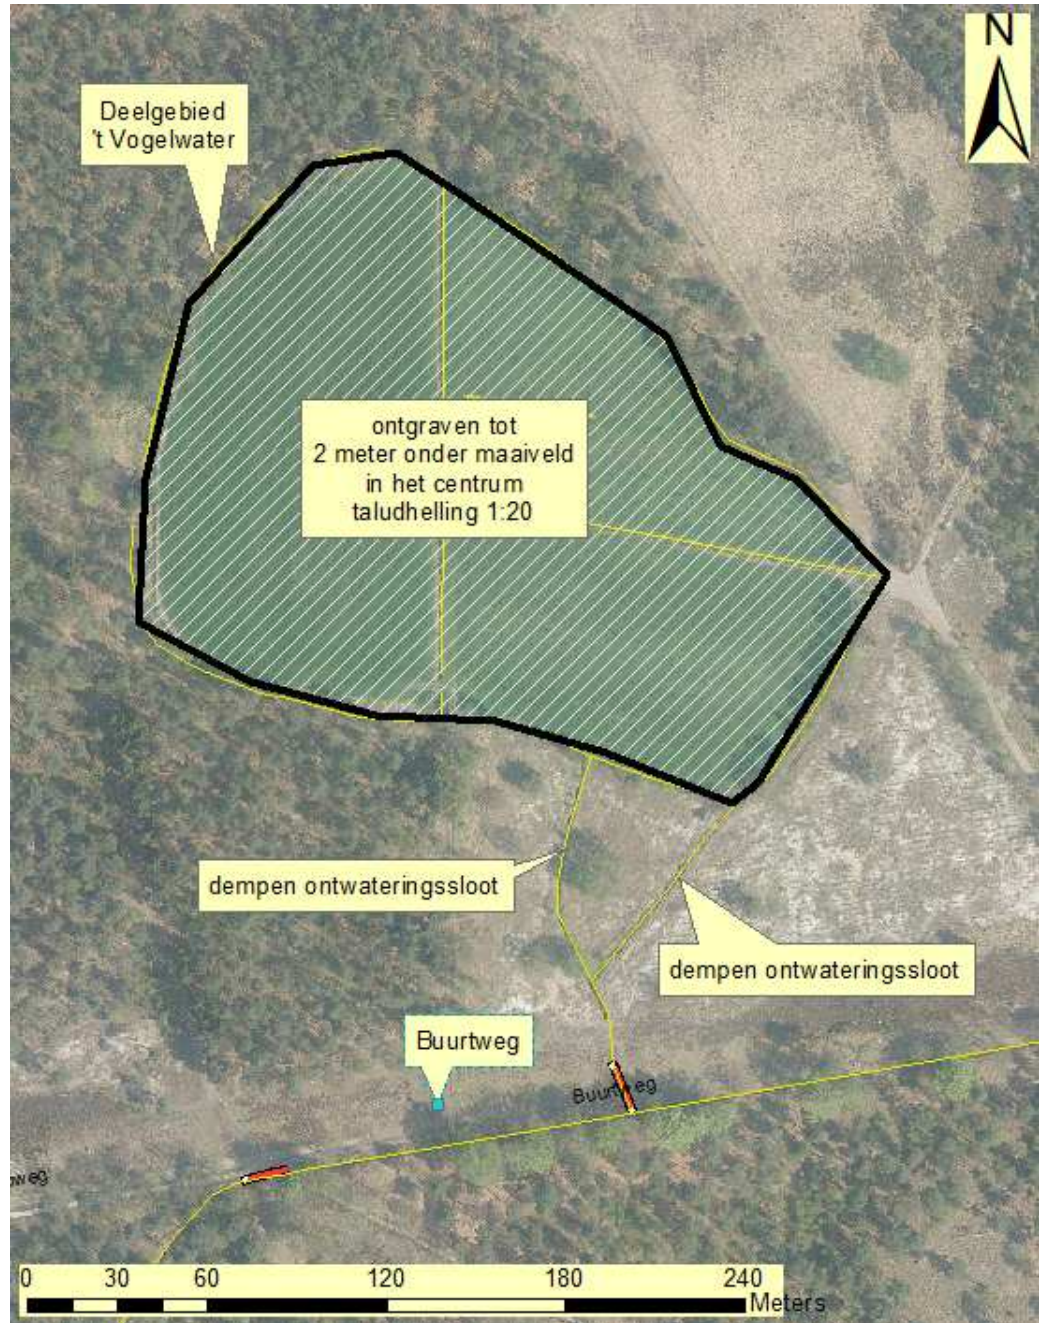 N
Deelgebied
't Vogelwater
ontgraven tot
2 meter onder maaiveld
in het centrum
taludhelling 1:20
dempen ontwateringssloot
dempen ontwateringssloot
Buurtweg
Buurtweg
weg
0 30 60 120 180 240
Meters